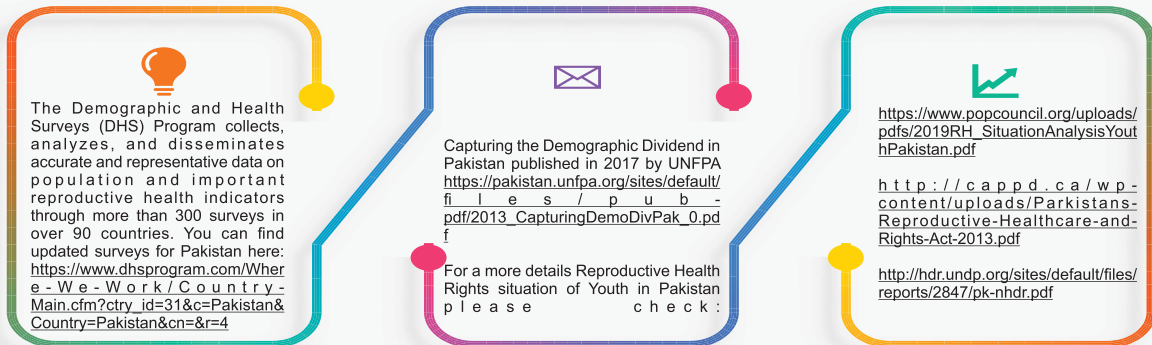 The Demographic and Health
Surveys (DHS) Program collects,
analyzes, and disseminates
accurate and representative data on
population and important
reproductive health indicators
through more than 300 surveys in
over 90 countries. You can find
updated surveys for Pakistan here:
https://www.dhsprogram.com/Wher
e-We-Work/Country-
Main.cfm?ctry_id=31&c=Pakistan&
Country=Pakistan&cn=&r=4
Capturing the Demographic Dividend in
Pakistan published in 2017 by UNFPA
https://pakistan.unfpa.org/sites/default/
files/pub-
pdf/2013_CapturingDemoDivPak_0.pd
f
For a more details Reproductive Health
Rights situation of Youth in Pakistan
please check:
https://www.popcouncil.org/uploads/
pdfs/2019RH_SituationAnalysisYout
hPakistan.pdf
http://cappd.ca/wp-
content/uploads/Parkistans-
Reproductive-Healthcare-and-
Rights-Act-2013.pdf
http://hdr.undp.org/sites/default/files/
reports/2847/pk-nhdr.pdf